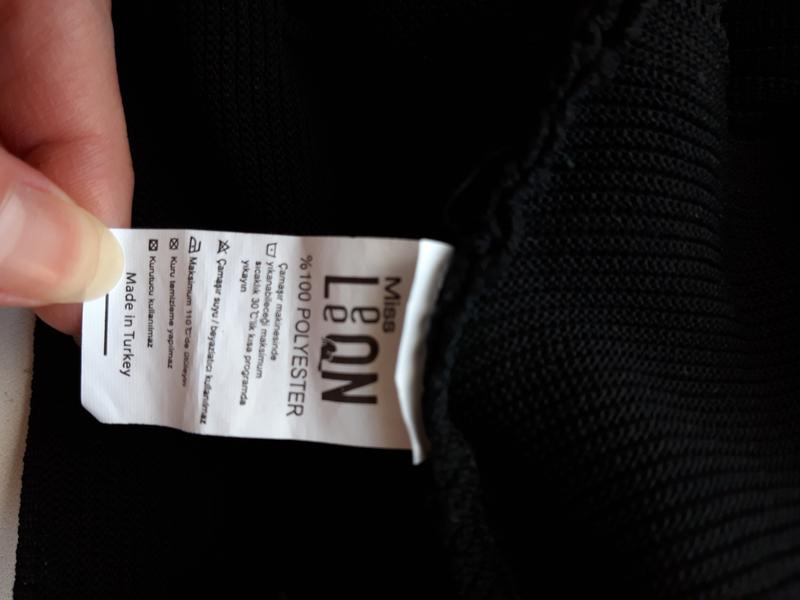 Miss
LeeQN
%100 POLYESTER
Çamaşır makinesinde
yıkanabileceği maksimum
sıcaklık 30°C'lik kısa programda
yıkayın
Çamaşır suyu / beyazlatıcı kullanılmaz
Maksimum 110°C'de ütüleyin
Kuru temizleme yapılmaz
Kurutucu kullanılmaz
Made in Turkey